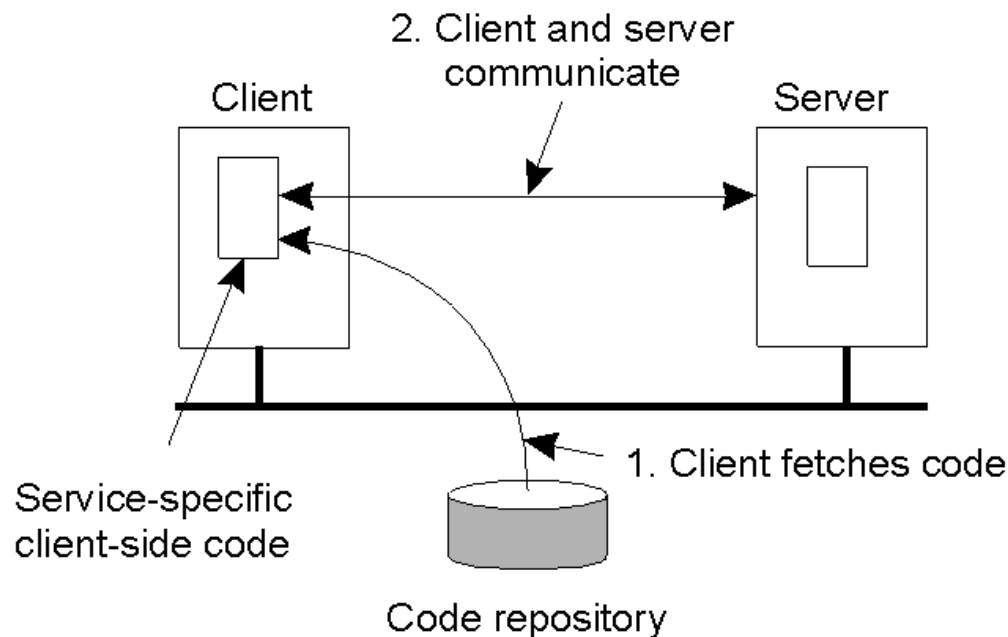 2. Client and server
communicate
Client
Server
1. Client fetches code
Service-specific
client-side code
Code repository